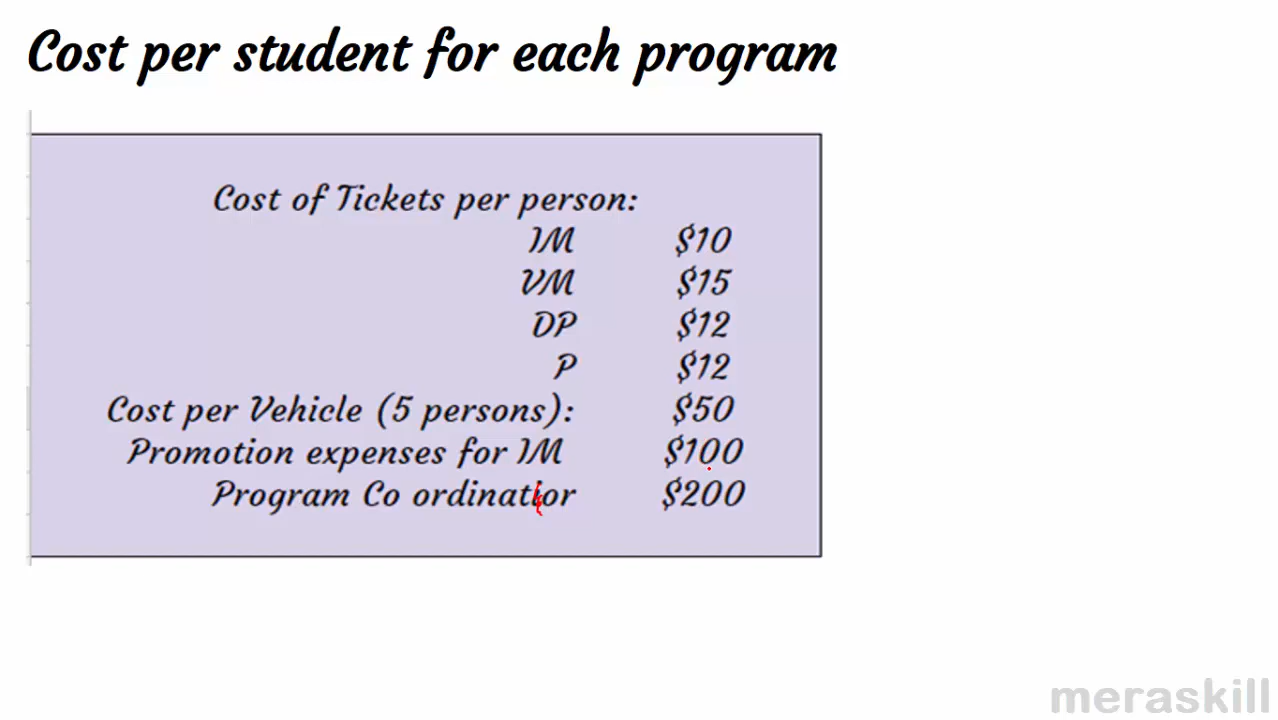 Cost per student for each program
Cost of Tickets per person:
IM $10
VM $15
DP $12
P $12
Cost per Vehicle (5 persons): $50
Promotion expenses for IM $100
Program Co ordinatior $200
meraskill